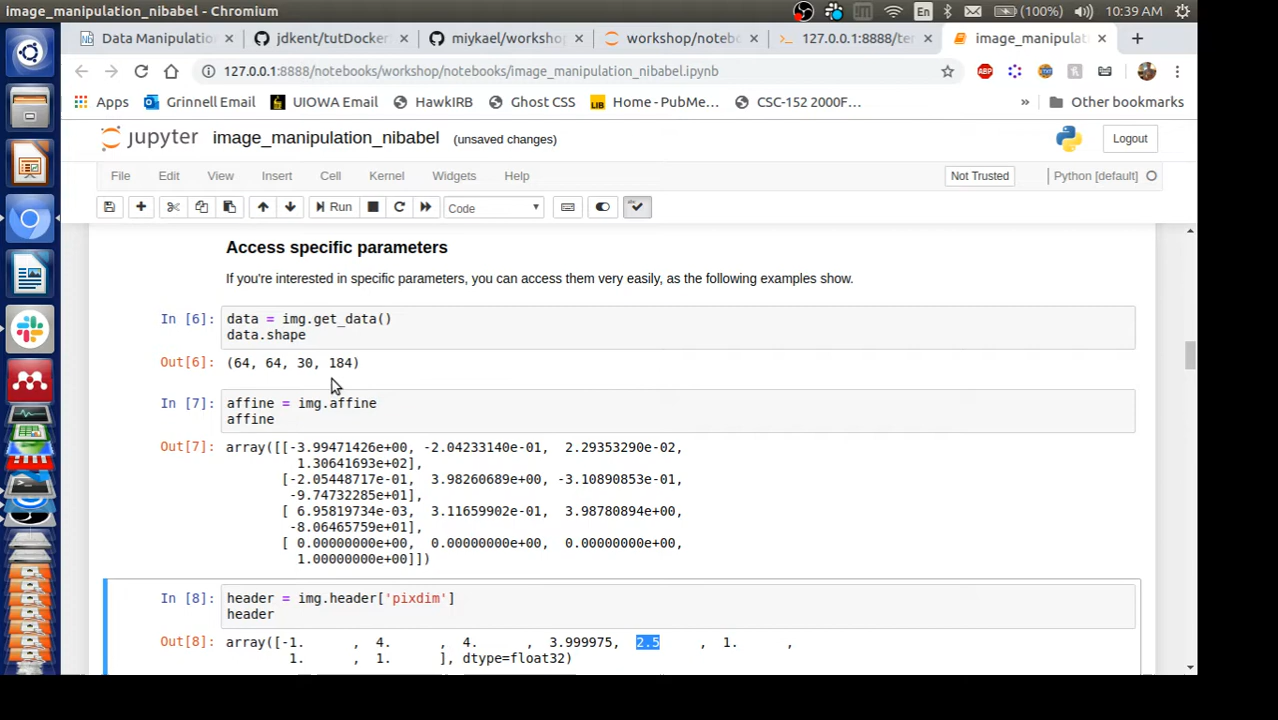 image_manipulation_nibabel - Chromium
En
(100%)
10:39 AM
Data Manipulatio
jdkent/tutDocker
miykael/workshop
workshop/noteb
127.0.0.1:8888/ter
image_manipulati
127.0.0.1:8888/notebooks/workshop/notebooks/image_manipulation_nibabel.ipynb
ABP
Apps
Grinnell Email
UIOWA Email
HawkIRB
Ghost CSS
LIB
Home - PubMe...
CSC-152 2000F...
»
Other bookmarks
jupyter
image_manipulation_nibabel
(unsaved changes)
Logout
File
Edit
View
Insert
Cell
Kernel
Widgets
Help
Not Trusted
Python [default]
Run
Code
Access specific parameters
If you're interested in specific parameters, you can access them very easily, as the following examples show.
In [6]: data = img.get_data()
data.shape
Out[6]: (64, 64, 30, 184)
In [7]: affine = img.affine
affine
Out[7]: array([[-3.99471426e+00, -2.04233140e-01, 2.29353290e-02,
1.30641693e+02],
[-2.05448717e-01, 3.98260689e+00, -3.10890853e-01,
-9.74732285e+01],
[ 6.95819734e-03, 3.11659902e-01, 3.98780894e+00,
-8.06465759e+01],
[ 0.00000000e+00, 0.00000000e+00, 0.00000000e+00,
1.00000000e+00]])
In [8]: header = img.header['pixdim']
header
Out[8]: array([-1. , 4. , 4. , 3.999975, 2.5 , 1. ,
1. , 1. ], dtype=float32)